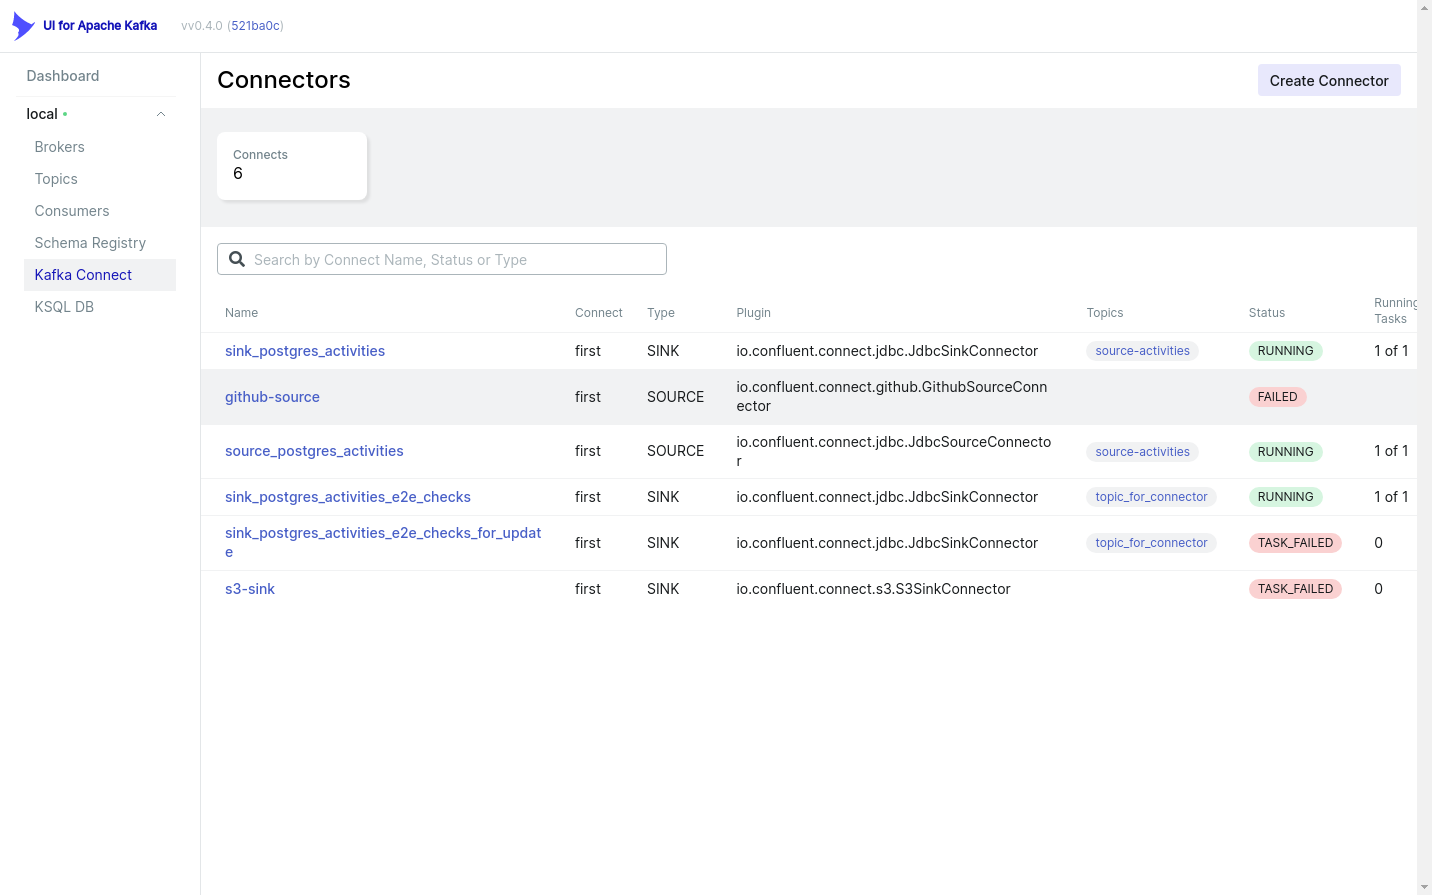 UI for Apache Kafka vv0.4.0 (521ba0c)
Dashboard
local
Brokers
Topics
Consumers
Schema Registry
Kafka Connect
KSQL DB
Connectors
Create Connector
Connects
6
Search by Connect Name, Status or Type
Name Connect Type Plugin Topics Status Running
Tasks
sink_postgres_activities first SINK io.confluent.connect.jdbc.JdbcSinkConnector source-activities RUNNING 1 of 1
github-source first SOURCE io.confluent.connect.github.GithubSourceConn
ector FAILED
source_postgres_activities first SOURCE io.confluent.connect.jdbc.JdbcSourceConnecto
r source-activities RUNNING 1 of 1
sink_postgres_activities_e2e_checks first SINK io.confluent.connect.jdbc.JdbcSinkConnector topic_for_connector RUNNING 1 of 1
sink_postgres_activities_e2e_checks_for_updat
e first SINK io.confluent.connect.jdbc.JdbcSinkConnector topic_for_connector TASK_FAILED 0
s3-sink first SINK io.confluent.connect.s3.S3SinkConnector TASK_FAILED 0